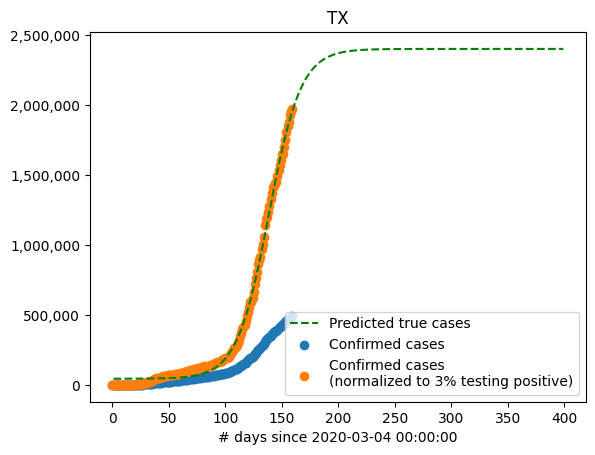 TX
2,500,000
2,000,000
1,500,000
1,000,000
500,000
0
Predicted true cases
Confirmed cases
Confirmed cases
(normalized to 3% testing positive)
0 50 100 150 200 250 300 350 400
# days since 2020-03-04 00:00:00